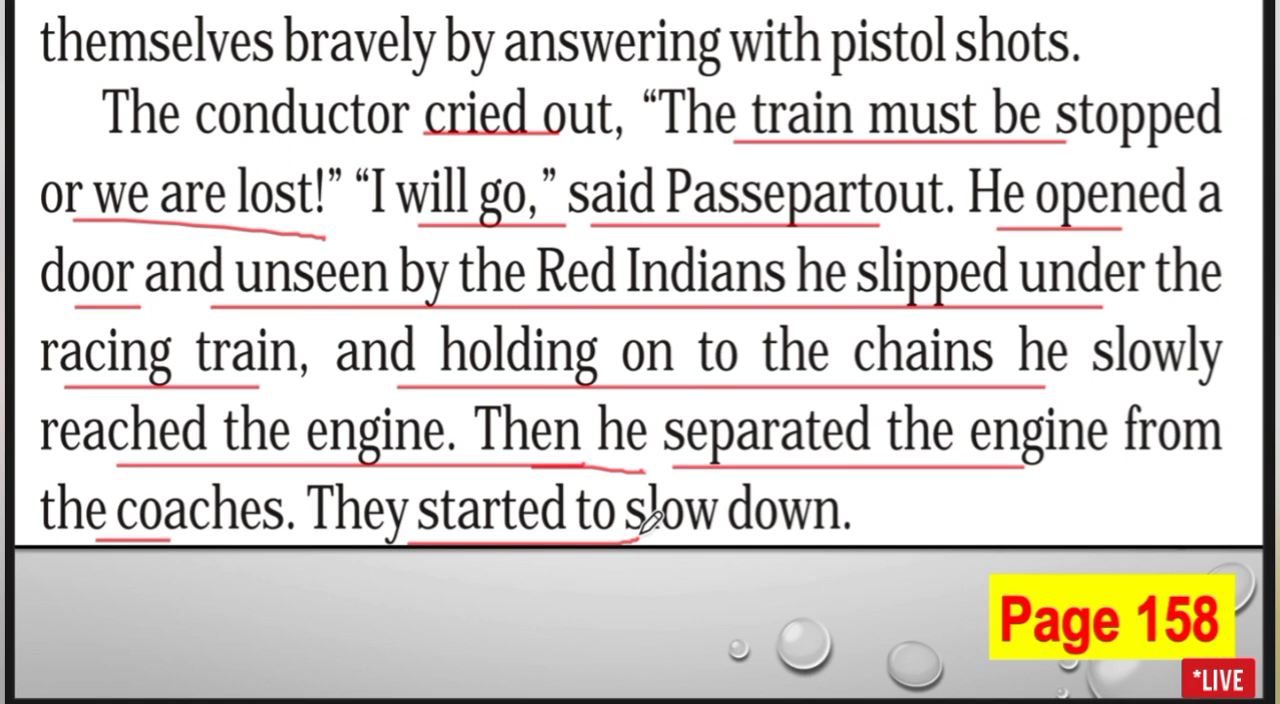 themselves bravely by answering with pistol shots.
The conductor cried out, “The train must be stopped
or we are lost!” “I will go,” said Passepartout. He opened a
door and unseen by the Red Indians he slipped under the
racing train, and holding on to the chains he slowly
reached the engine. Then he separated the engine from
the coaches. They started to slow down.
Page 158
*LIVE